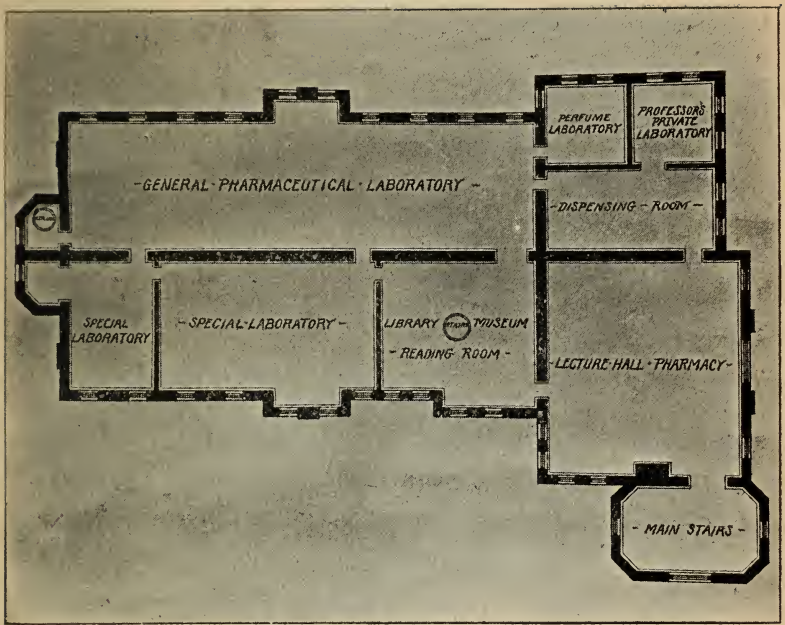 PERFUME
LABORATORY
PROFESSOR'S
PRIVATE
LABORATORY
-GENERAL·PHARMACEUTICAL·LABORATORY-
-DISPENSING-ROOM-
SPECIAL
LABORATORY
-SPECIAL·LABORATORY-
LIBRARY STAIRS MUSEUM
-READING ROOM-
-LECTURE·HALL·PHARMACY-
-MAIN STAIRS-